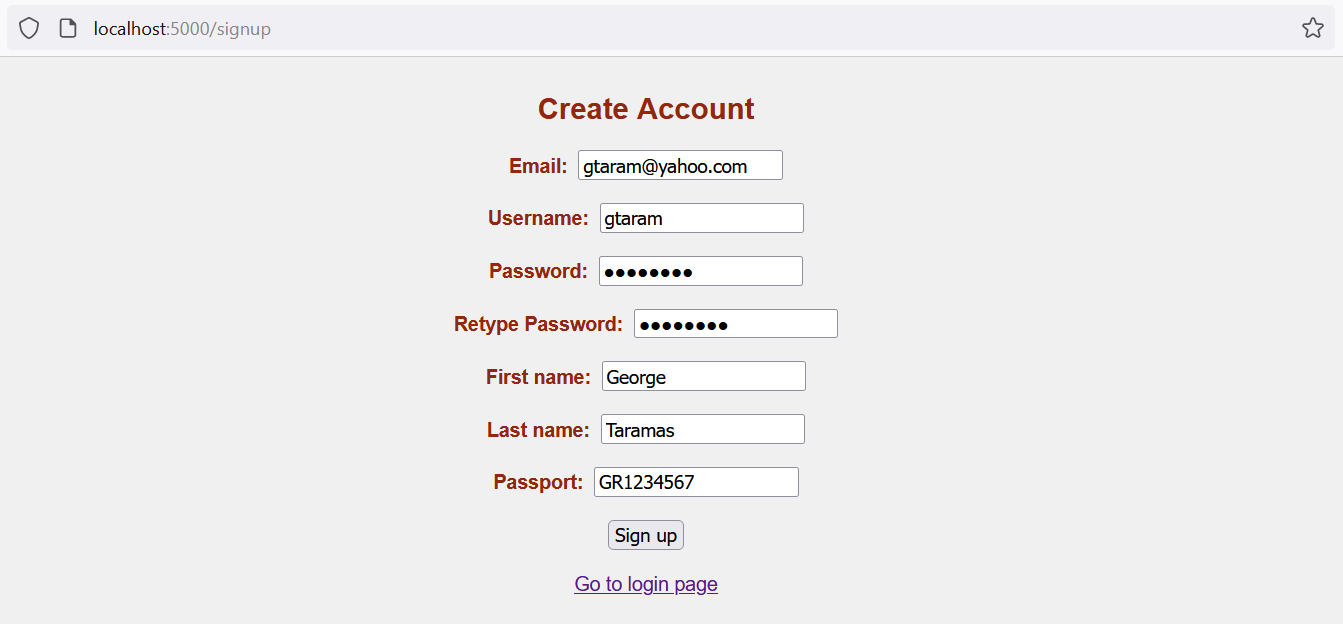 localhost:5000/signup
Create Account
Email: gtaram@yahoo.com
Username: gtaram
Password: ●●●●●●●●
Retype Password: ●●●●●●●●
First name: George
Last name: Taramas
Passport: GR1234567
Sign up
Go to login page